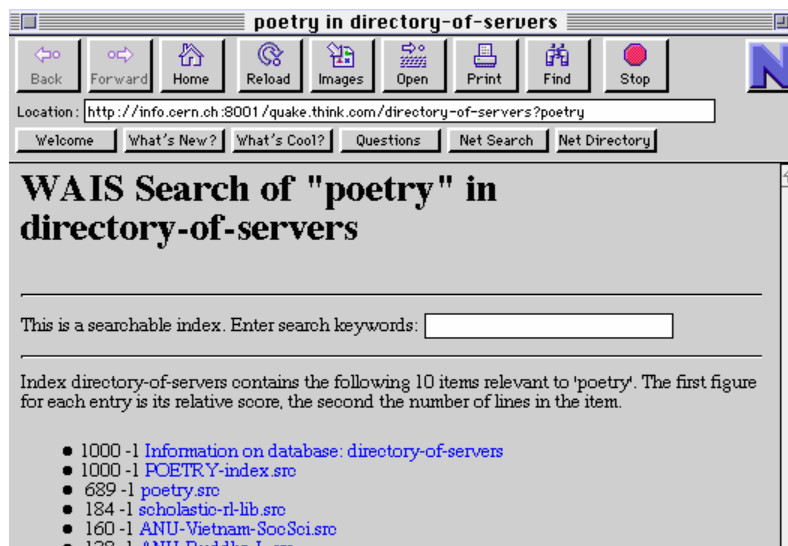 poetry in directory-of-servers
Back Forward Home Reload Images Open Print Find Stop N
Location: http://info.cern.ch:8001/quake.think.com/directory-of-servers?poetry
Welcome What's New? What's Cool? Questions Net Search Net Directory
WAIS Search of "poetry" in
directory-of-servers
This is a searchable index. Enter search keywords:
Index directory-of-servers contains the following 10 items relevant to 'poetry'. The first figure
for each entry is its relative score, the second the number of lines in the item.
1000 -1 Information on database: directory-of-servers
1000 -1 POETRY-index.src
689 -1 poetry.src
184 -1 scholastic-rl-lib.src
160 -1 ANU-Vietnam-SocSci.src